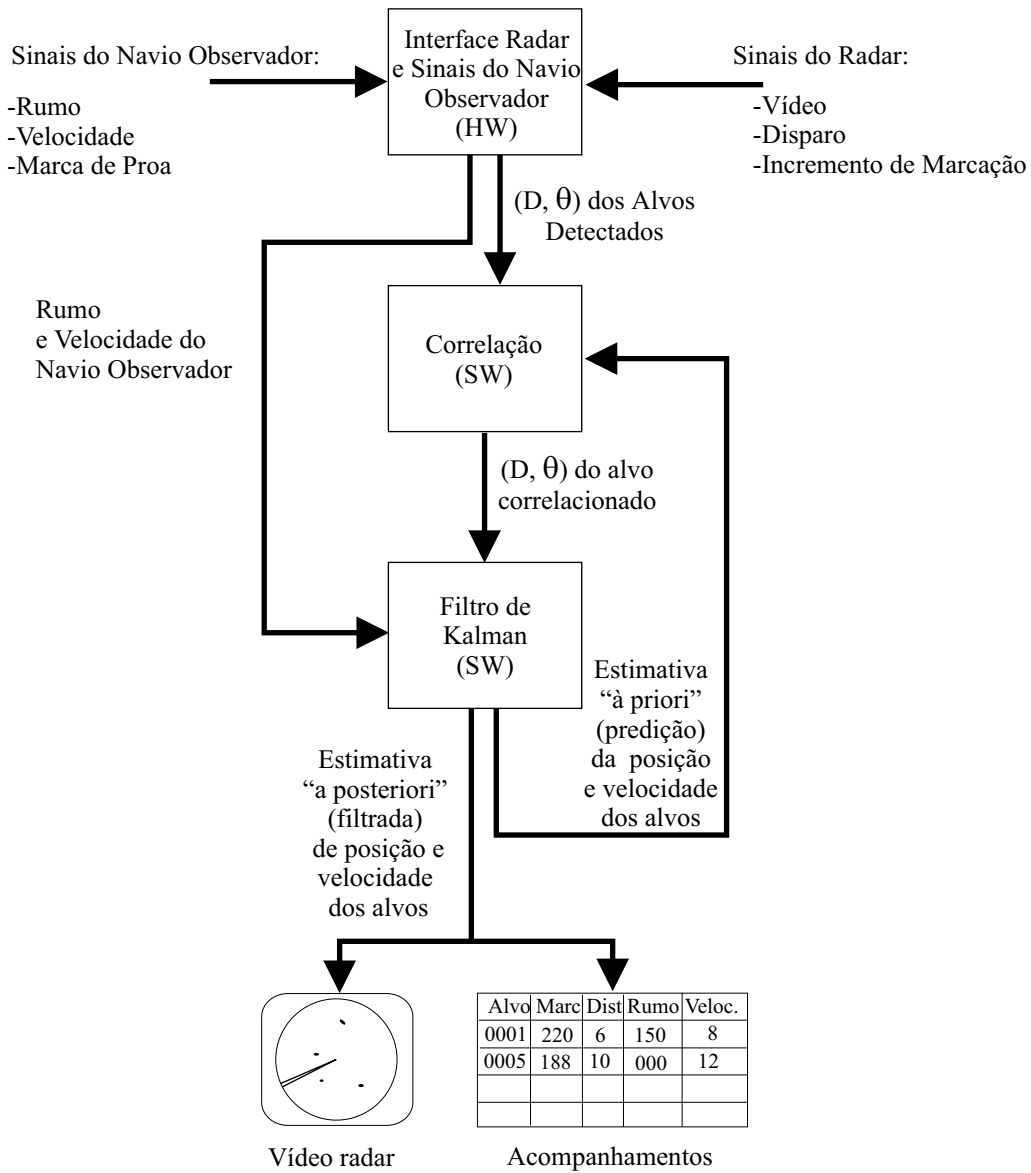 Sinais do Navio Observador:
-Rumo
-Velocidade
-Marca de Proa
Interface Radar
e Sinais do Navio
Observador
(HW)
Sinais do Radar:
-Vídeo
-Disparo
-Incremento de Marcação
(D, θ) dos Alvos
Detectados
Rumo
e Velocidade do
Navio Observador
Correlação
(SW)
(D, θ) do alvo
correlacionado
Filtro de
Kalman
(SW)
Estimativa
“à priori”
(predição)
da posição
e velocidade
dos alvos
Estimativa
“a posteriori”
(filtrada)
de posição e
velocidade
dos alvos
Alvo Marc Dist Rumo Veloc.
0001 220 6 150 8
0005 188 10 000 12
Vídeo radar
Acompanhamentos